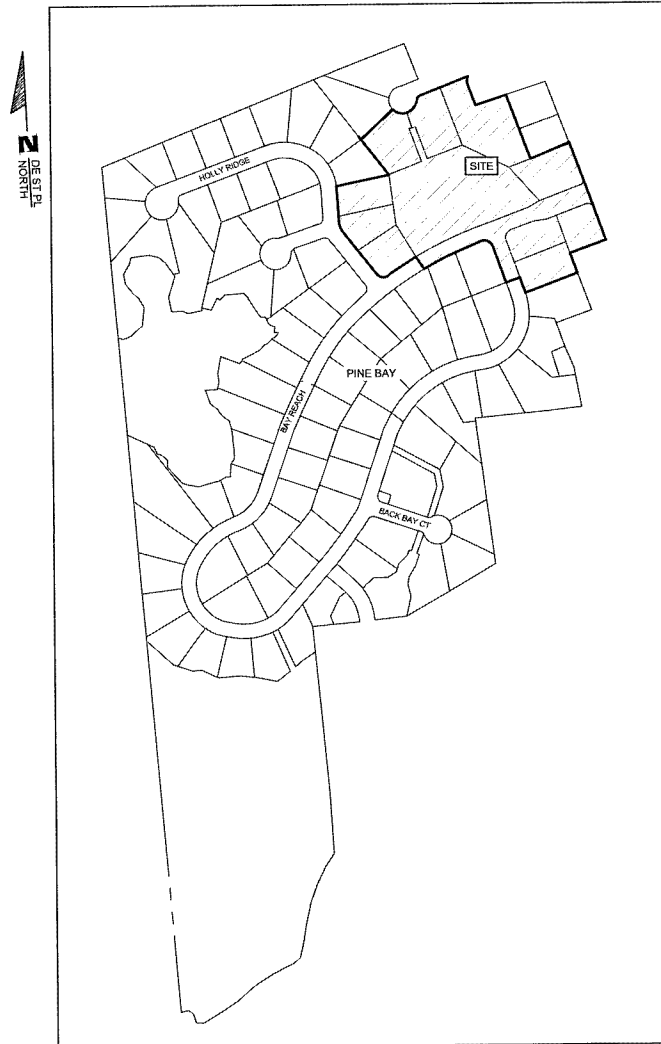 N
DE ST PL
NORTH
HOLLY RIDGE
SITE
PINE BAY
BAY REACH
BACK BAY CT